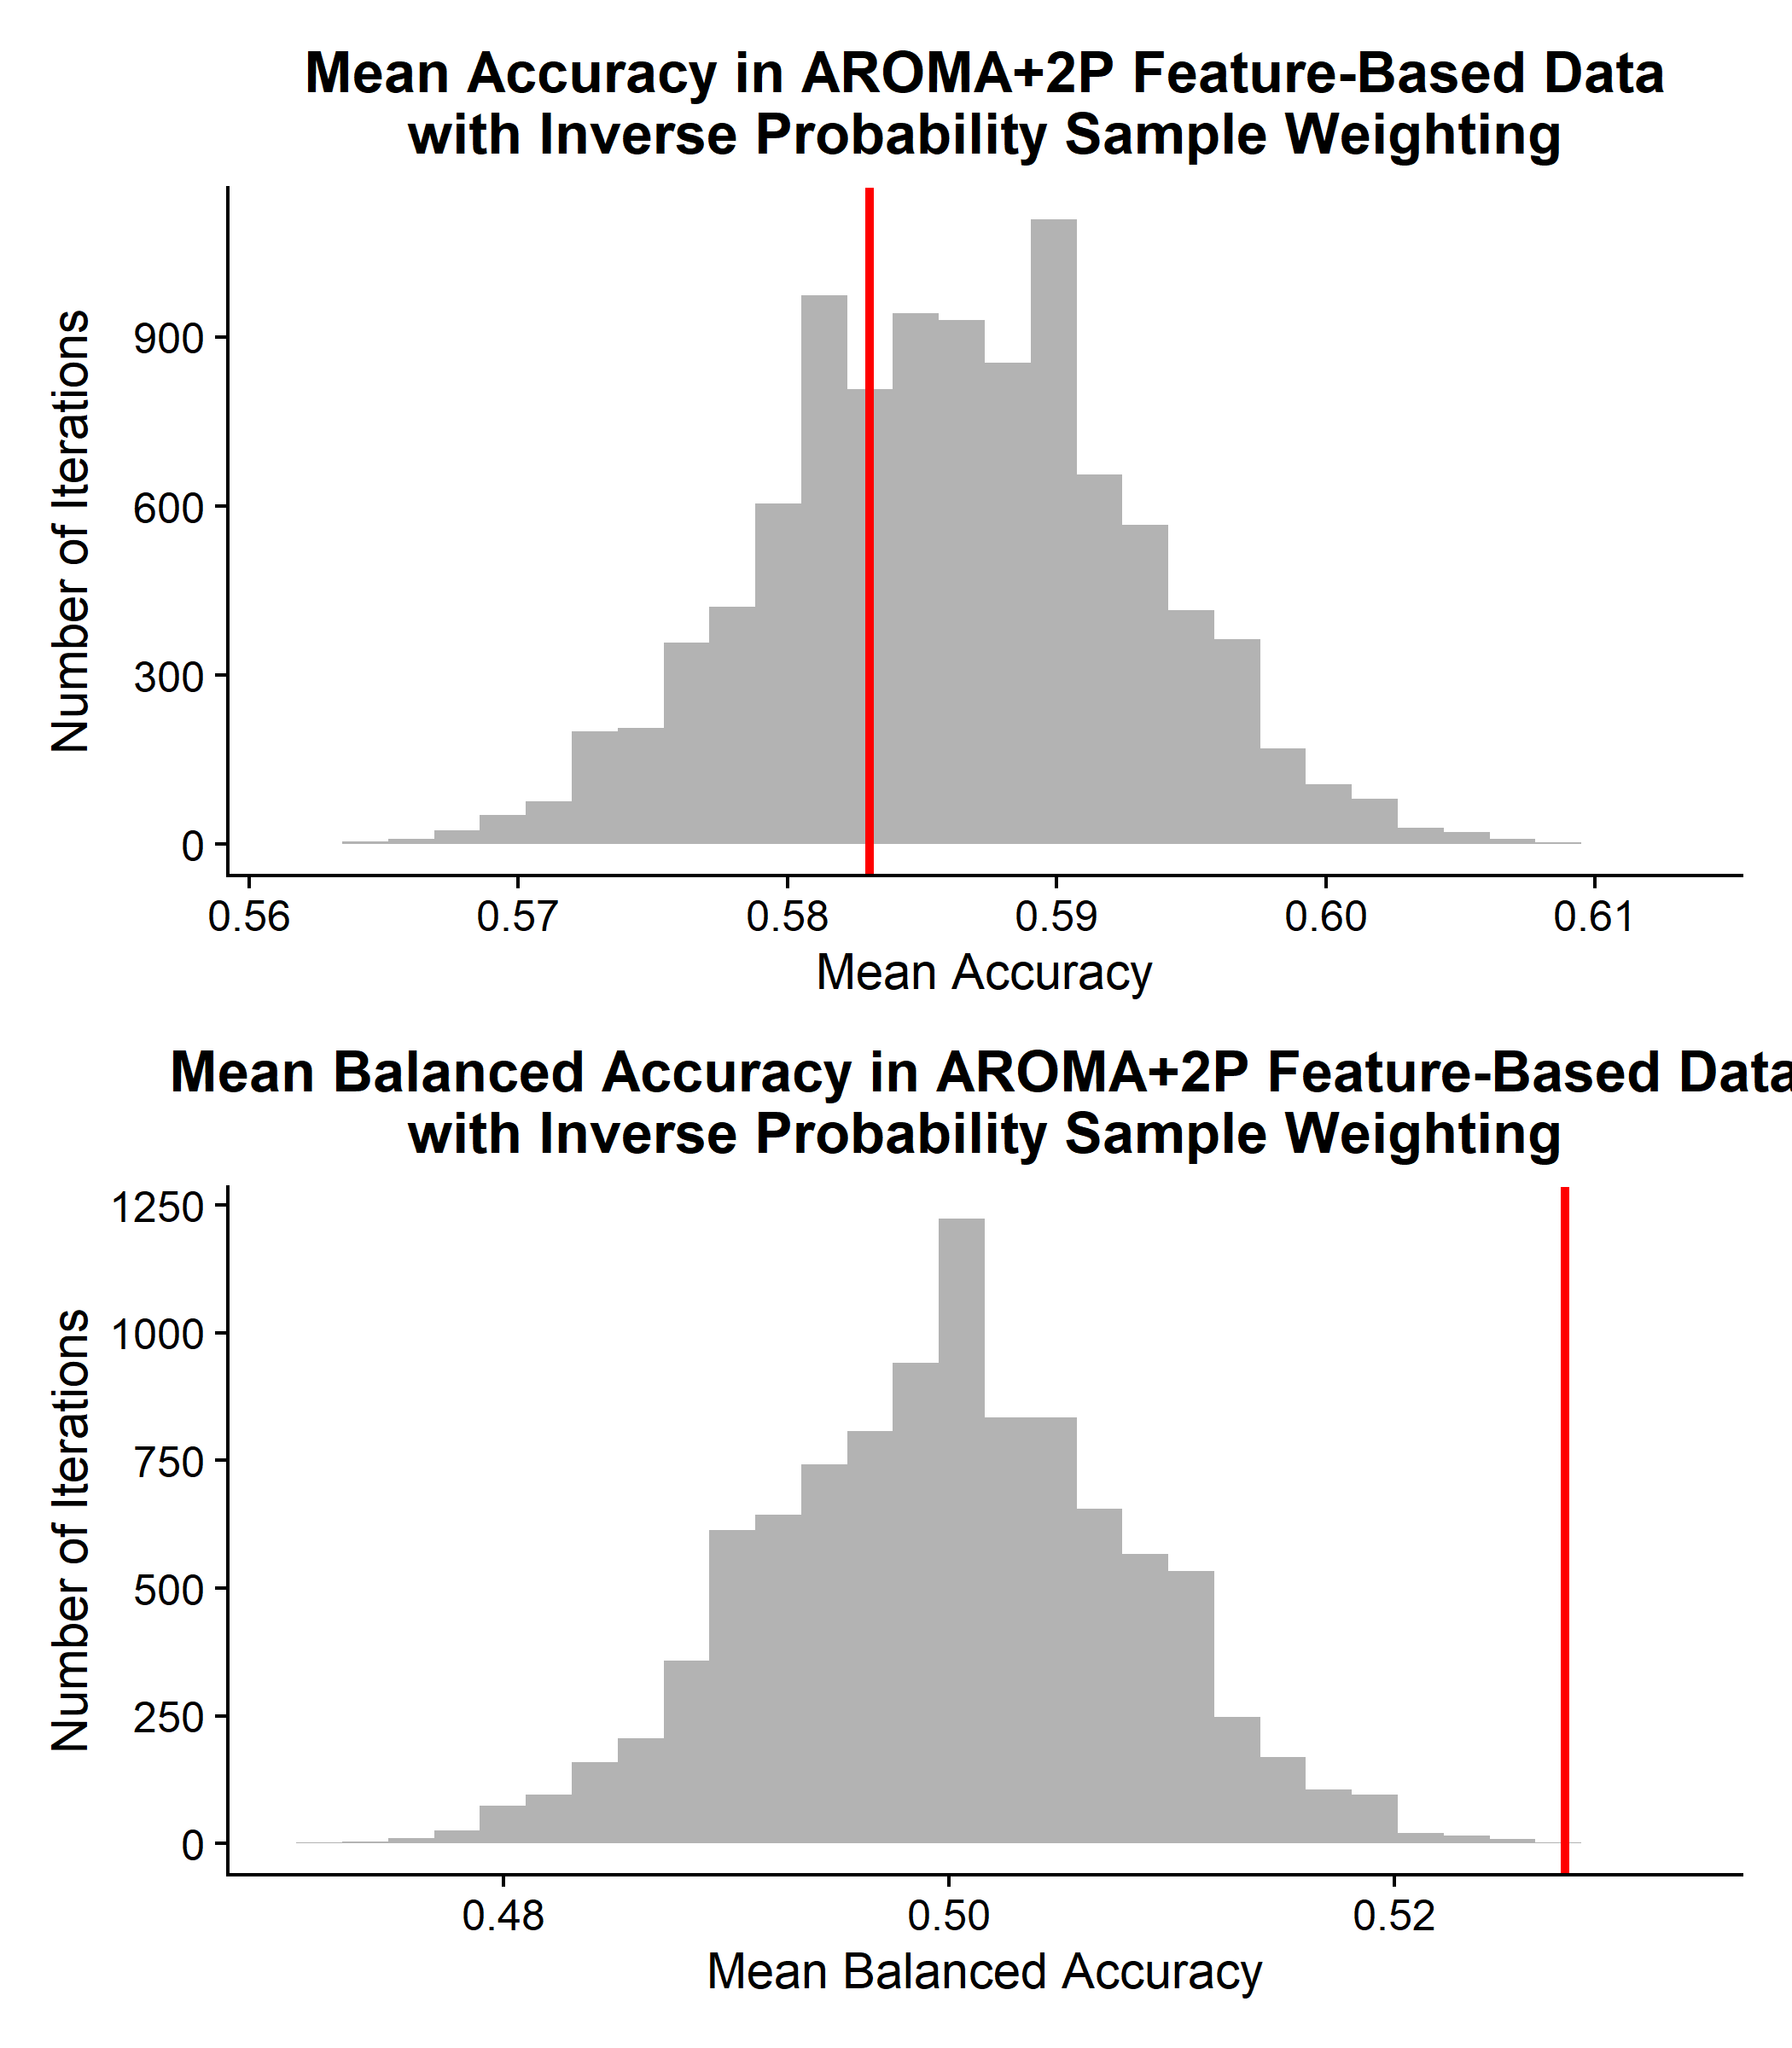 Mean Accuracy in AROMA+2P Feature-Based Data
with Inverse Probability Sample Weighting
Number of Iterations
900
600
300
0
0.56 0.57 0.58 0.59 0.60 0.61
Mean Accuracy
Mean Balanced Accuracy in AROMA+2P Feature-Based Data
with Inverse Probability Sample Weighting
Number of Iterations
1250
1000
750
500
250
0
0.48 0.50 0.52
Mean Balanced Accuracy